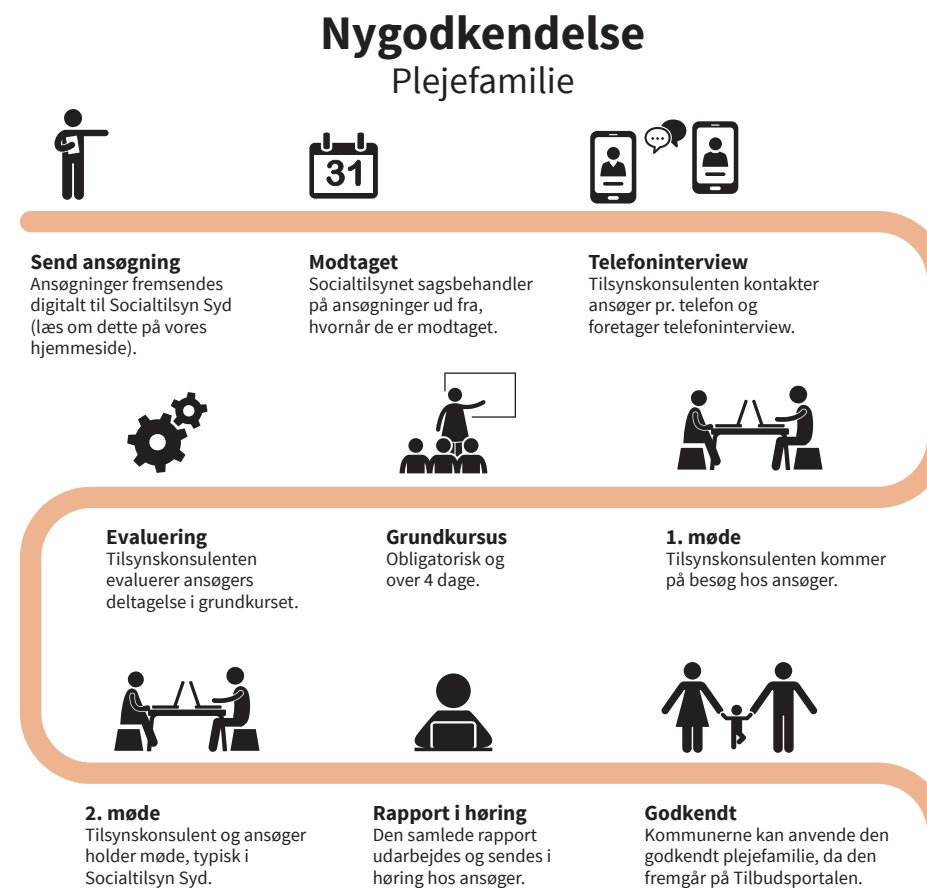 Nygodkendelse
Plejefamilie
31
Send ansøgning
Ansøgninger fremsendes
digitalt til Socialtilsyn Syd
(læs om dette på vores
hjemmeside).
Modtaget
Socialtilsynet sagsbehandler
på ansøgninger ud fra,
hvornår de er modtaget.
Telefoninterview
Tilsynskonsulenten kontakter
ansøger pr. telefon og
foretager telefoninterview.
1. møde
Tilsynskonsulenten kommer
på besøg hos ansøger.
Grundkursus
Obligatorisk og
over 4 dage.
Evaluering
Tilsynskonsulenten
evaluerer ansøgers
deltagelse i grundkurset.
2. møde
Tilsynskonsulent og ansøger
holder møde, typisk i
Socialtilsyn Syd.
Rapport i høring
Den samlede rapport
udarbejdes og sendes i
høring hos ansøger.
Godkendt
Kommunerne kan anvende den
godkendt plejefamilie, da den
fremgår på Tilbudsportalen.